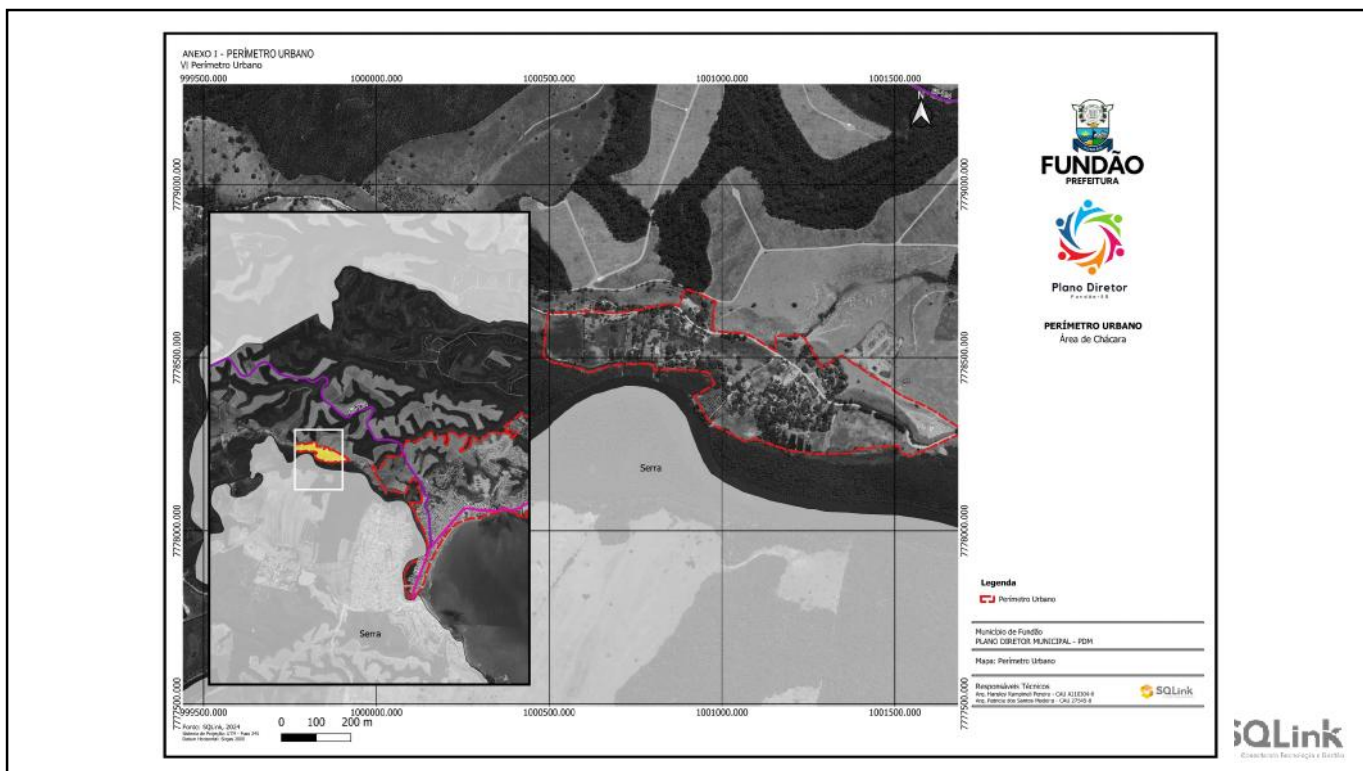 ANEXO I - PERÍMETRO URBANO
VI Perímetro Urbano
999500.000 1000000.000 1000500.000 1001000.000 1001500.000
N
7779000.000 7779000.000
7778500.000 7778500.000
7778000.000 7778000.000
7777500.000 7777500.000
Serra
Serra
999500.000 1000000.000 1000500.000 1001000.000 1001500.000
Fonte: SQLink, 2024
0 100 200 m
FUNDÃO
PREFEITURA
Plano Diretor
Fundão-ES
PERÍMETRO URBANO
Área de Chácara
Legenda
Perímetro Urbano
Município de Fundão
PLANO DIRETOR MUNICIPAL - PDM
Mapa: Perímetro Urbano
Responsáveis Técnicos
SQLink
SQLink